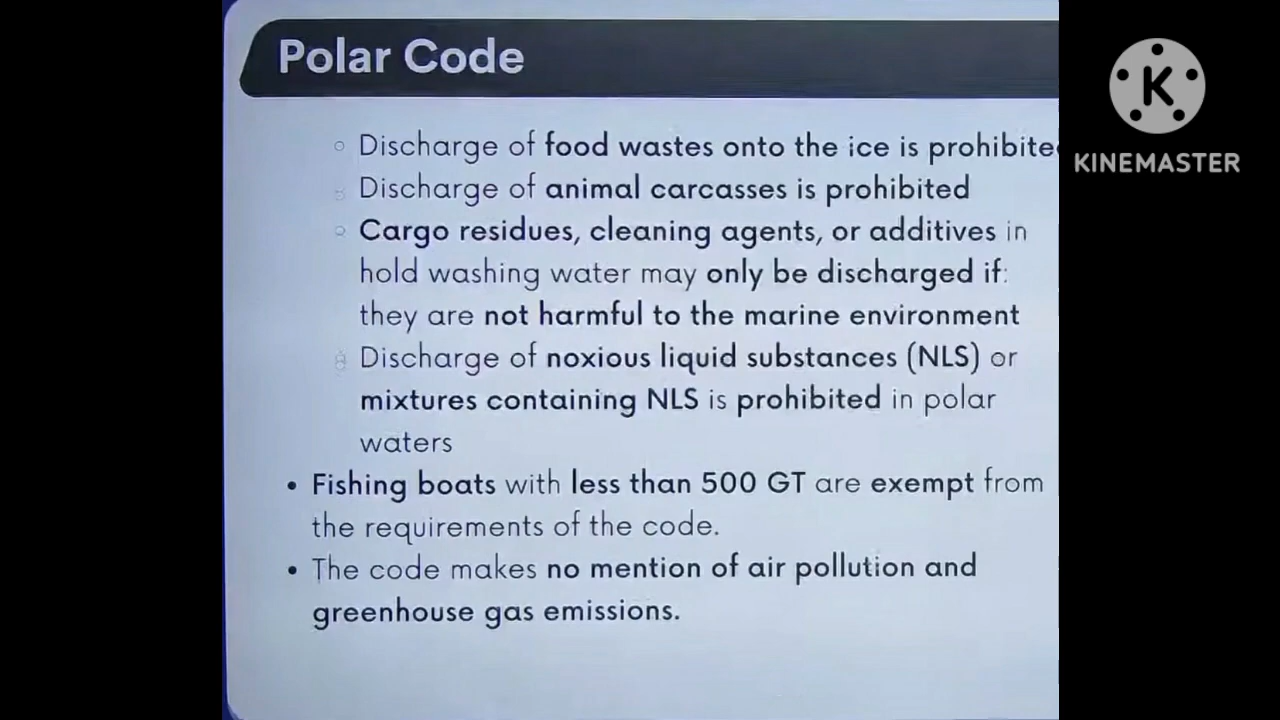 Polar Code
KINEMASTER
Discharge of food wastes onto the ice is prohibite
Discharge of animal carcasses is prohibited
Cargo residues, cleaning agents, or additives in
hold washing water may only be discharged if:
they are not harmful to the marine environment
Discharge of noxious liquid substances (NLS) or
mixtures containing NLS is prohibited in polar
waters
• Fishing boats with less than 500 GT are exempt from
the requirements of the code.
• The code makes no mention of air pollution and
greenhouse gas emissions.